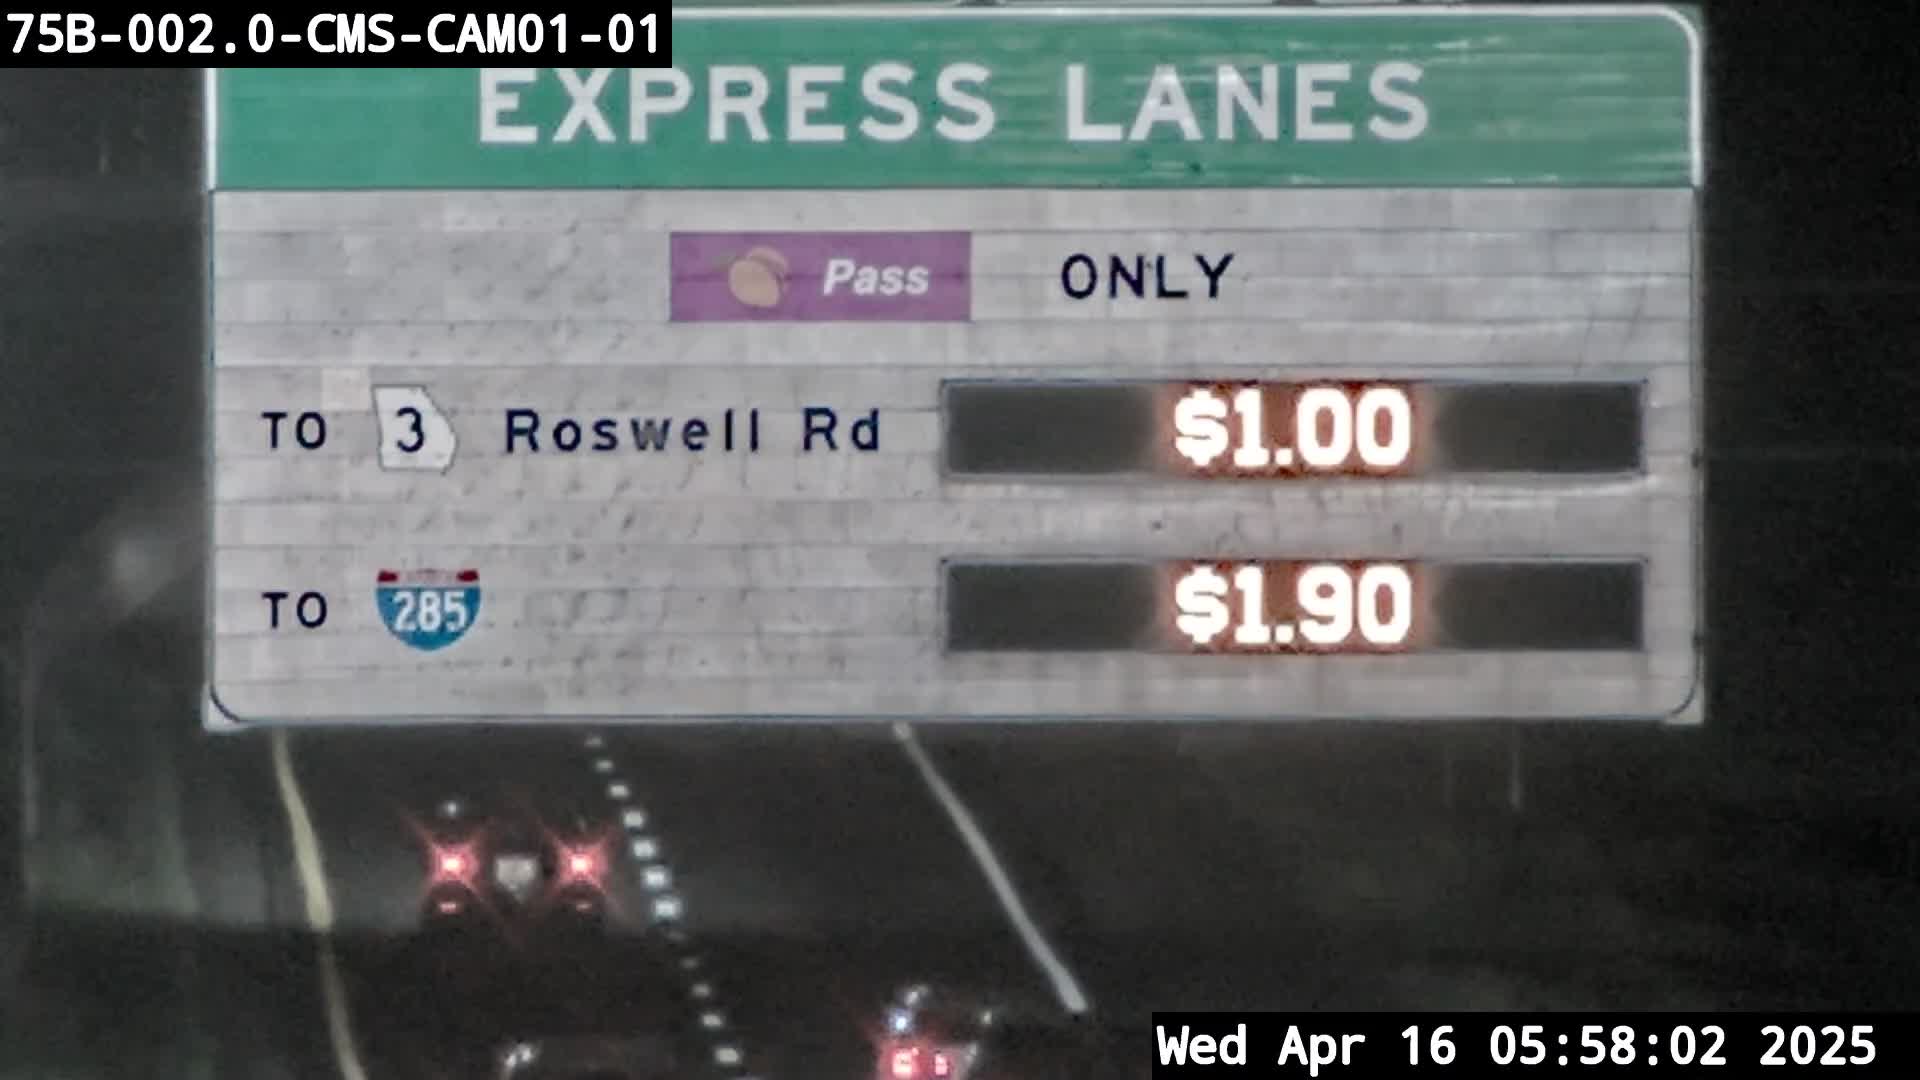 75B-002.0-CMS-CAM01-01
EXPRESS LANES
Pass ONLY
TO 3 Roswell Rd $1.00
TO 285 $1.90
Wed Apr 16 05:58:02 2025